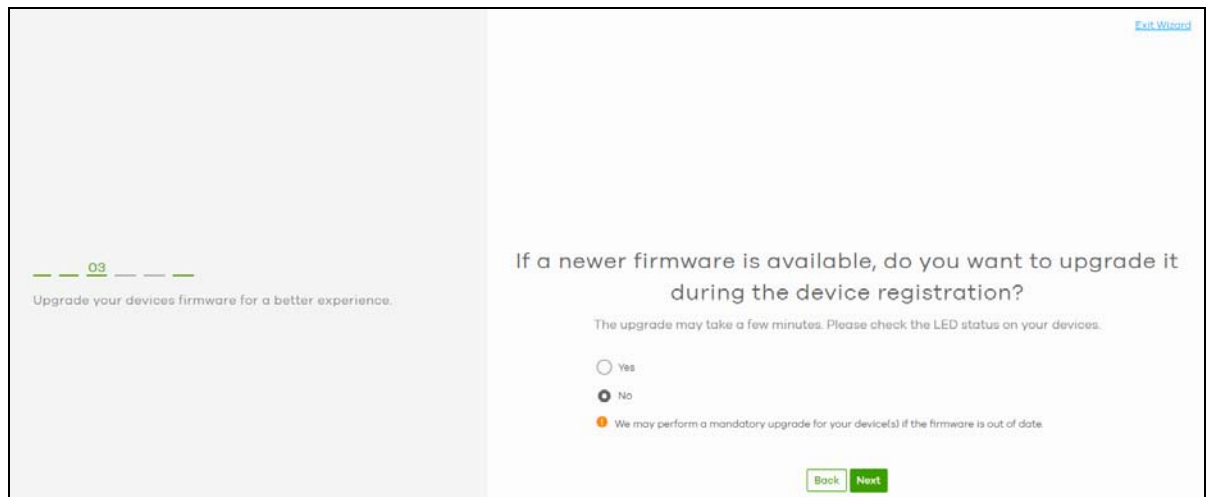 Exit Wizard
03
Upgrade your devices firmware for a better experience.
If a newer firmware is available, do you want to upgrade it
during the device registration?
The upgrade may take a few minutes. Please check the LED status on your devices.
Yes
No
We may perform a mandatory upgrade for your device(s) if the firmware is out of date.
Back Next